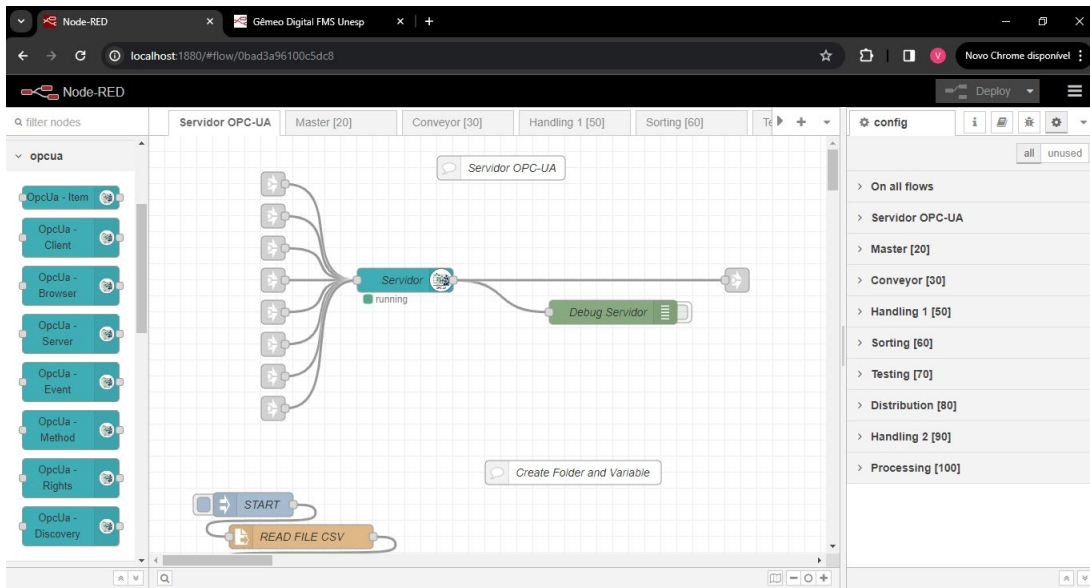 Node-RED
Gêmeo Digital FMS Unesp
localhost:1880/#flow/0bad3a96100c5dc8
V
Novo Chrome disponível
Node-RED
Deploy
filter nodes
Servidor OPC-UA
Master [20]
Conveyor [30]
Handling 1 [50]
Sorting [60]
Te
config
i
all
unused
opcua
OpcUa - Item
OpcUa -
Client
OpcUa -
Browser
OpcUa -
Server
OpcUa -
Event
OpcUa -
Method
OpcUa -
Rights
OpcUa -
Discovery
Servidor OPC-UA
Servidor
running
Debug Servidor
Create Folder and Variable
START
READ FILE CSV
On all flows
Servidor OPC-UA
Master [20]
Conveyor [30]
Handling 1 [50]
Sorting [60]
Testing [70]
Distribution [80]
Handling 2 [90]
Processing [100]